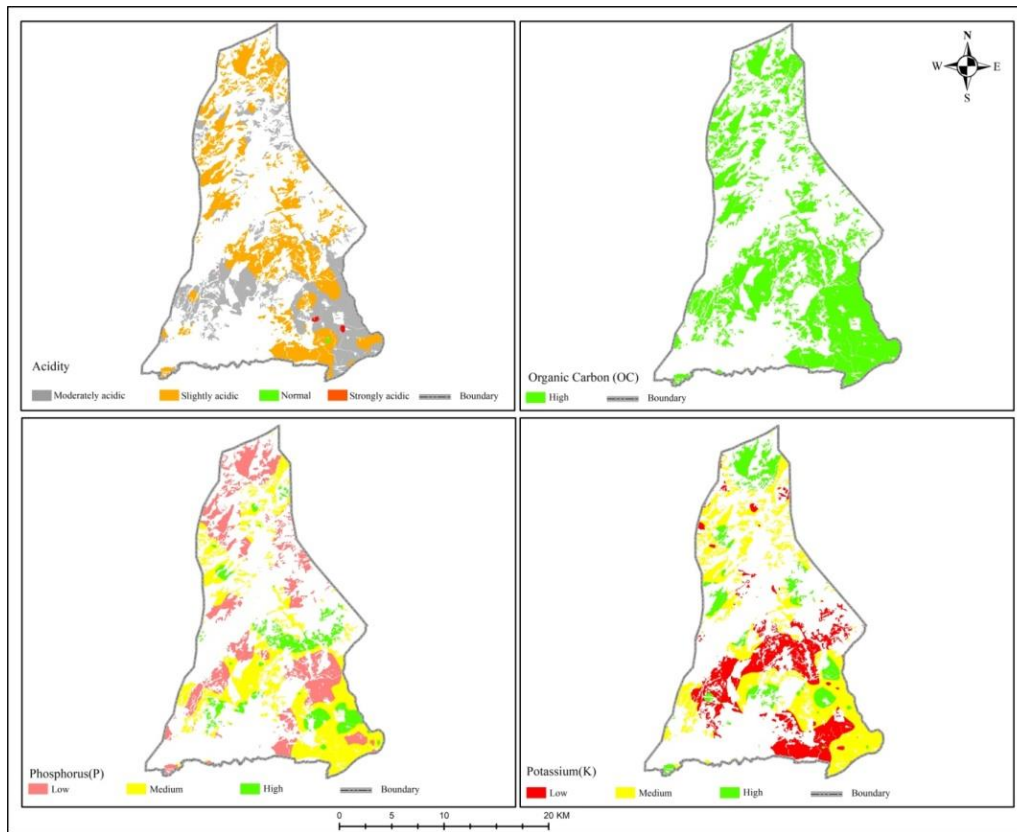 N
W E
S
Acidity
Moderately acidic Slightly acidic Normal Strongly acidic Boundary
Organic Carbon (OC)
High Boundary
Phosphorus(P)
Low Medium High Boundary
Potassium(K)
Low Medium High Boundary
0 5 10 20 KM